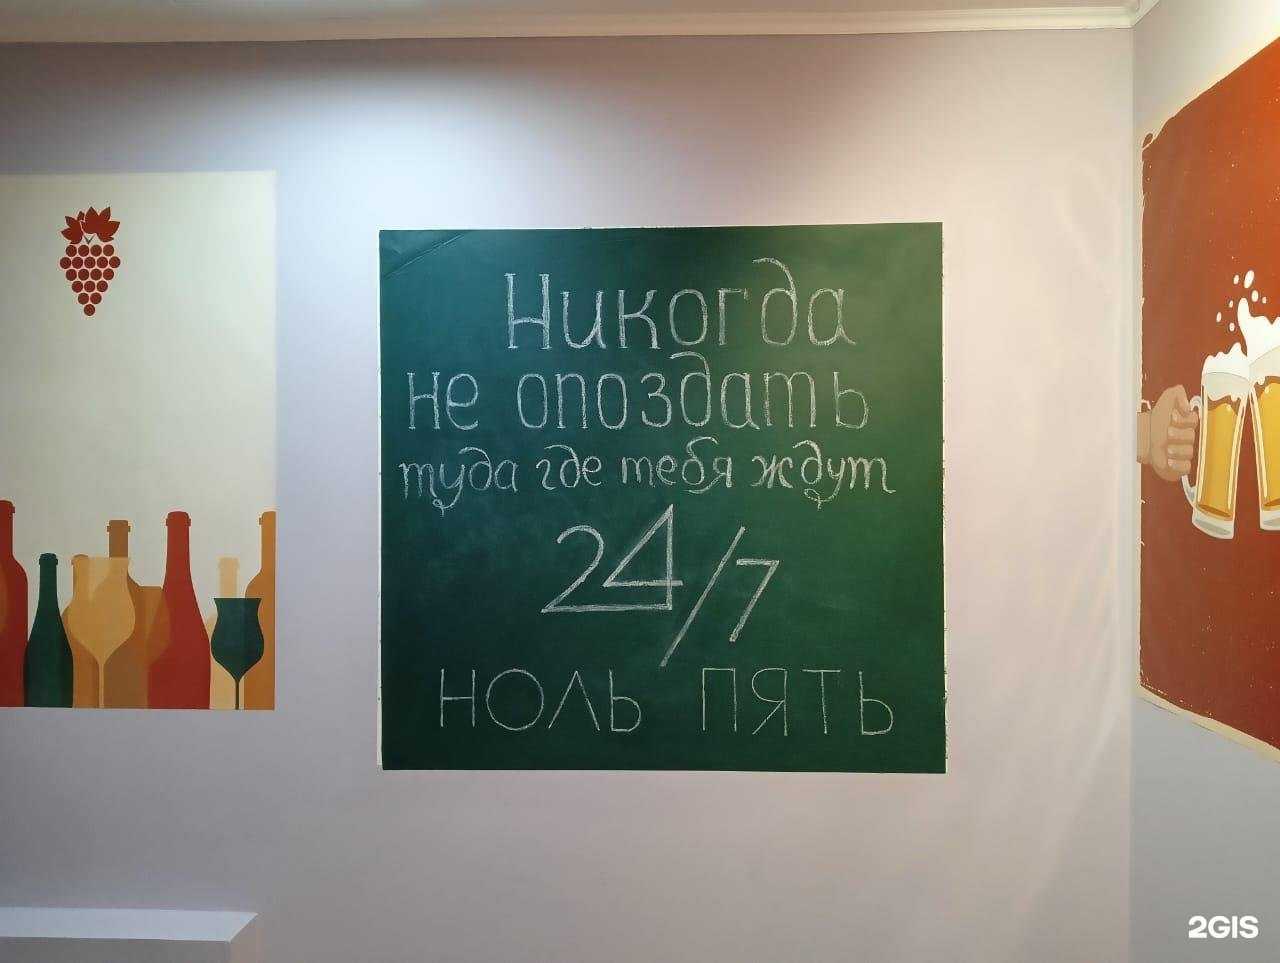 Никогда
не опоздать
туда где тебя ждут
24/7
НОЛЬ ПЯТЬ
2GIS